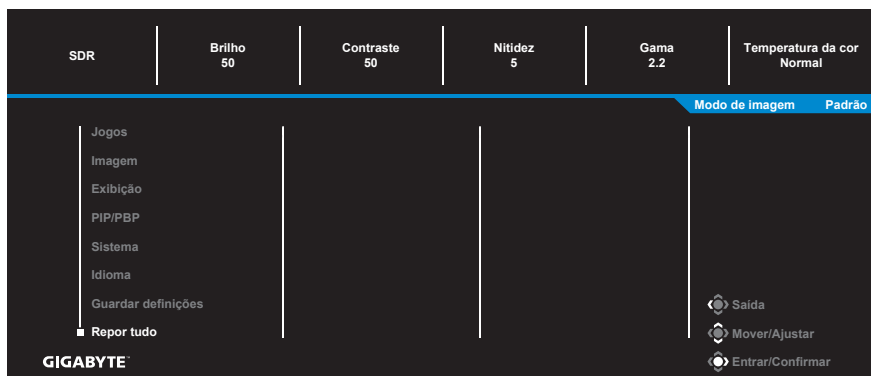 SDR
Brilho
50
Contraste
50
Nitidez
5
Gama
2.2
Temperatura da cor
Normal
Modo de imagem Padrão
Jogos
Imagem
Exibição
PIP/PBP
Sistema
Idioma
Guardar definições
Repor tudo
Saída
Mover/Ajustar
Entrar/Confirmar
GIGABYTE™